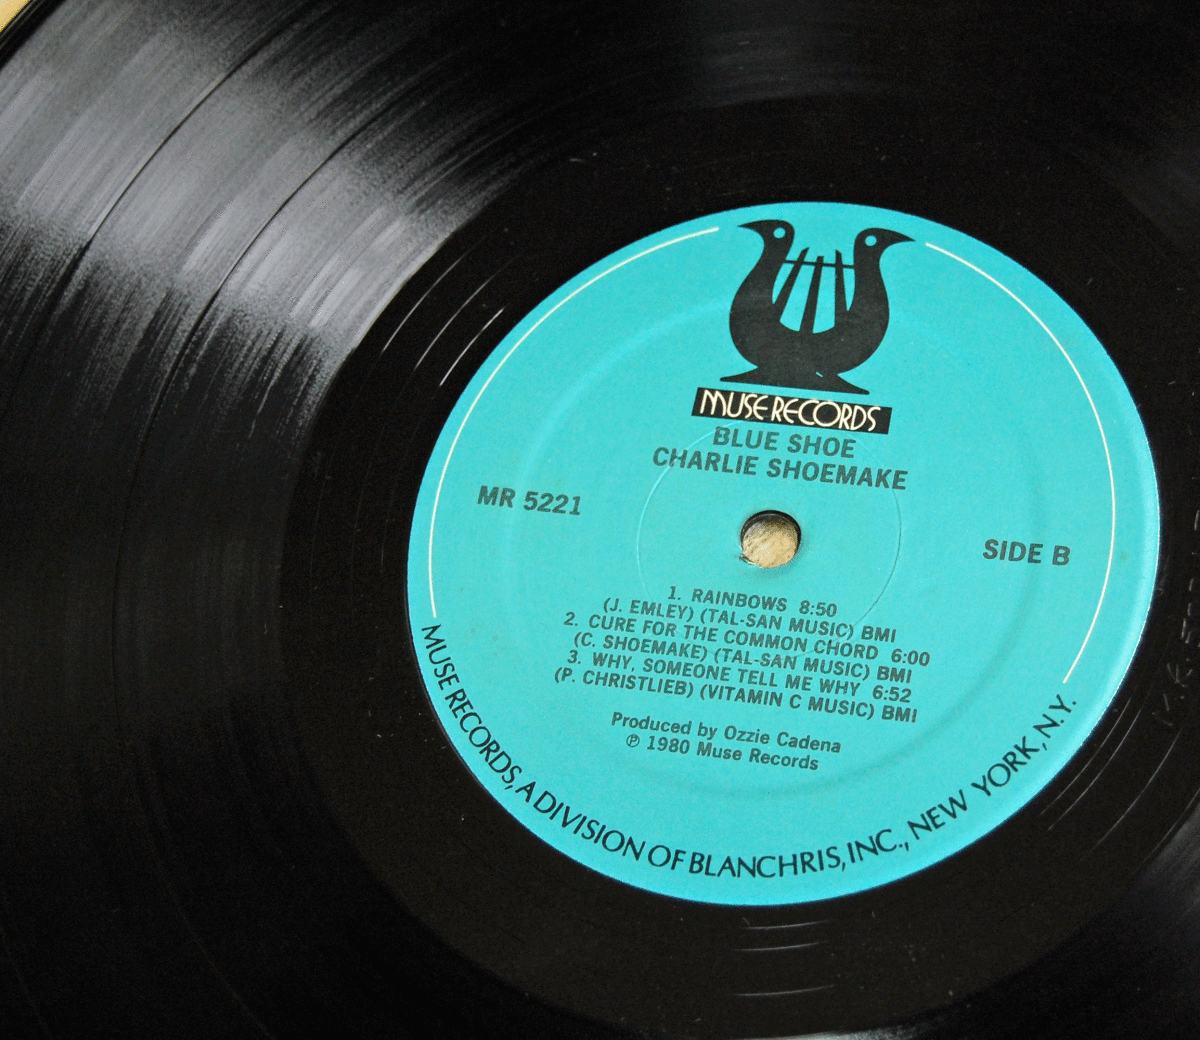 MUSE RECORDS
BLUE SHOE
CHARLIE SHOEMAKE
MR 5221
SIDE B
1. RAINBOWS 8:50
(J. EMLEY) (TAL-SAN MUSIC) BMI
2. CURE FOR THE COMMON CHORD 6:00
(C. SHOEMAKE) (TAL-SAN MUSIC) BMI
3. WHY, SOMEONE TELL ME WHY 6:52
(P. CHRISTLIEB) (VITAMIN C MUSIC) BMI
Produced by Ozzie Cadena
℗ 1980 Muse Records
MUSE RECORDS, A DIVISION OF BLANCHRIS, INC., NEW YORK, N.Y.